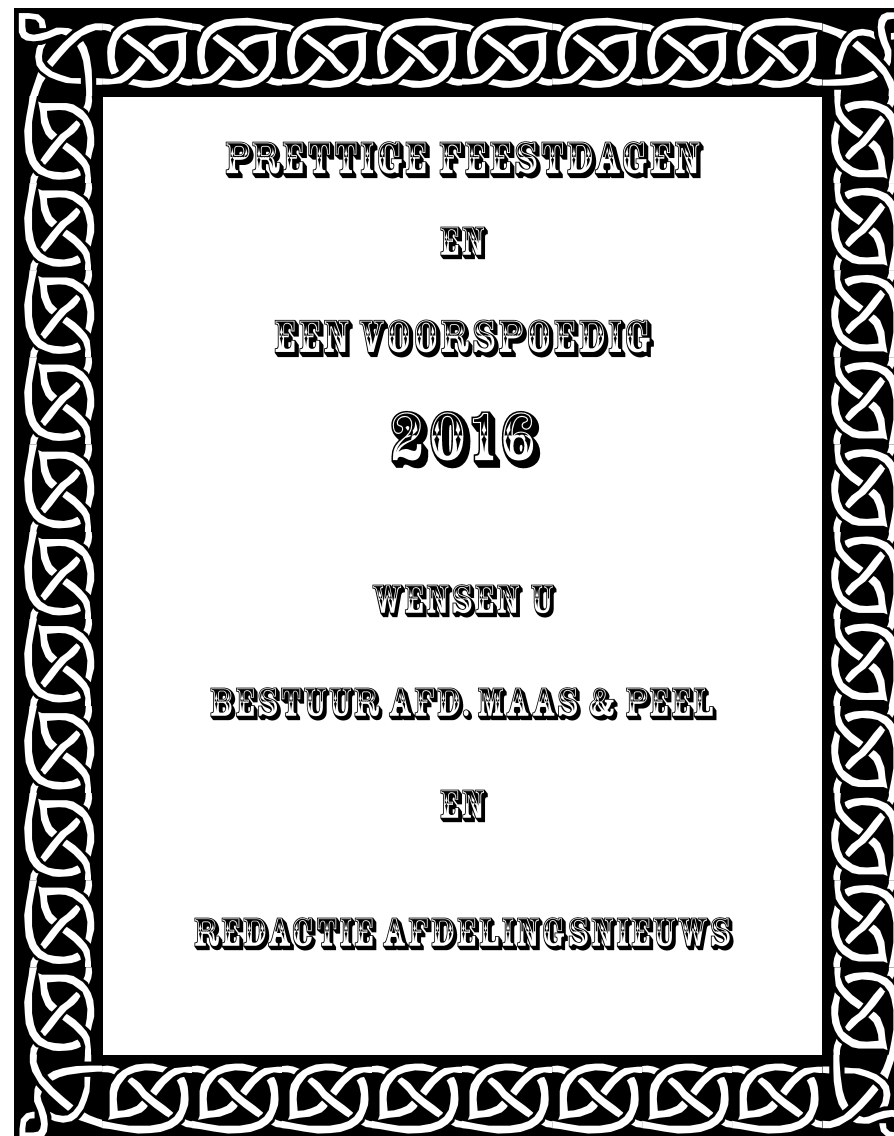 PRETTIGE FEESTDAGEN
EN
EEN VOORSPOEDIG
2016
WENSEN U
BESTUUR AFD. MAAS & PEEL
EN
REDACTIE AFDELINGSNIEUWS